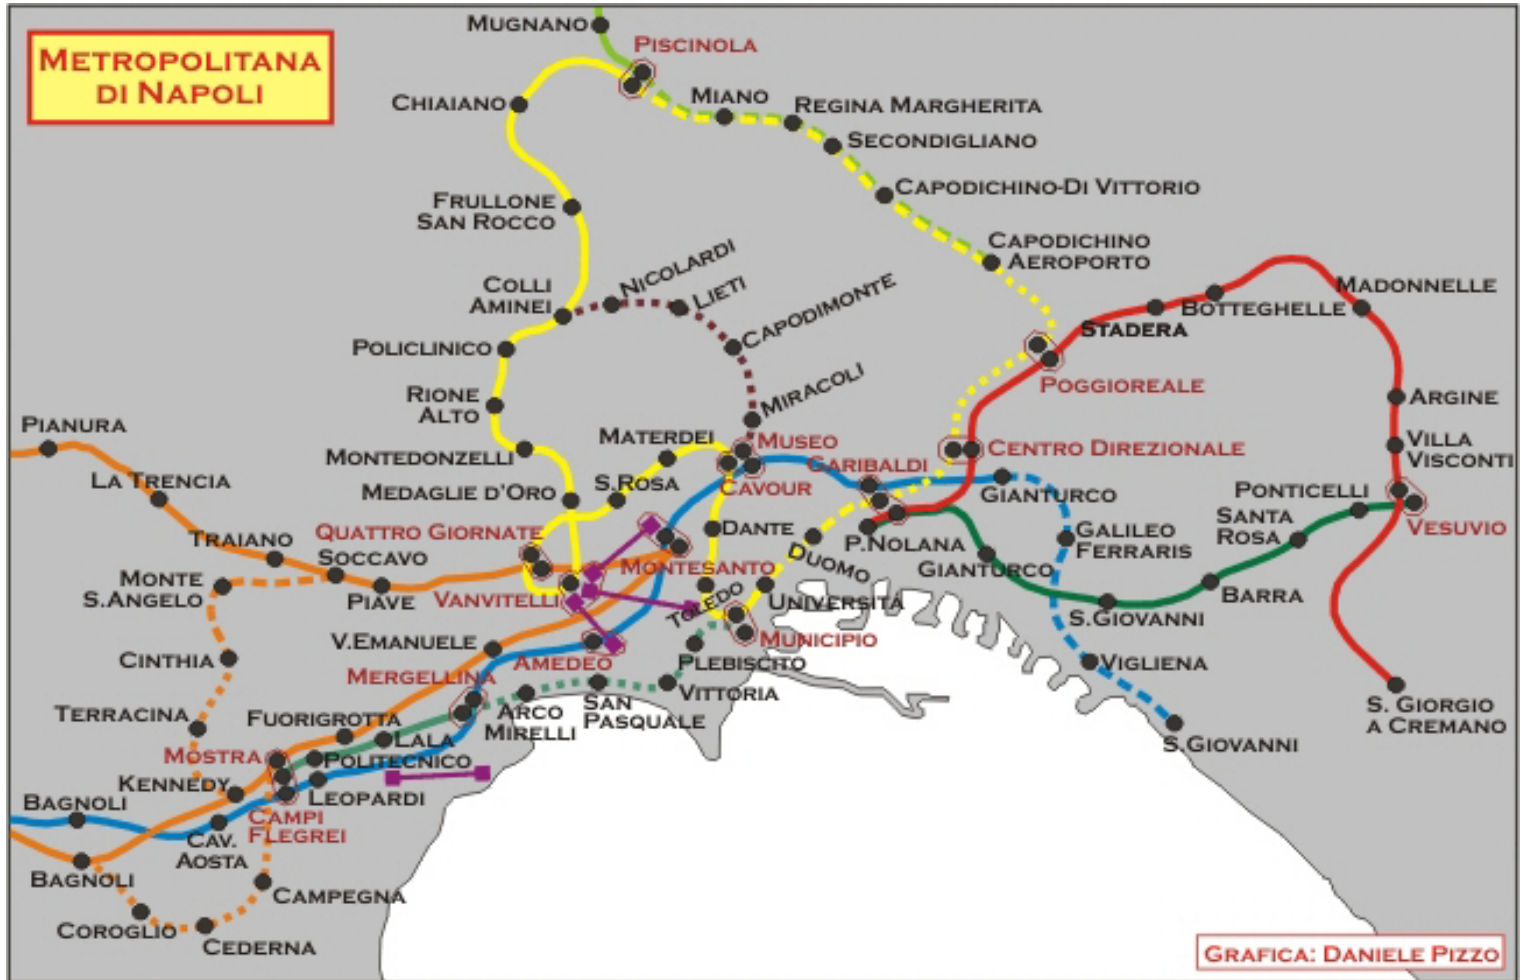 METROPOLITANA
DI NAPOLI
MUGNANO
PISCINOLA
CHIAIANO
MIANO
REGINA MARGHERITA
SECONDIGLIANO
CAPODICHINO-DI VITTORIO
FRULLONE
SAN ROCCO
CAPODICHINO
AEROPORTO
NICOLARDI
LIETI
CAPODIMONTE
COLLI
AMINEI
MADONNELLE
BOTTEGHELLE
STADERA
POLICLINICO
MIRACOLI
POGGIOREALE
RIONE
ALTO
ARGINE
PIANURA
MATERDEI
MUSEO
CENTRO DIREZIONALE
VILLA
VISCONTI
MONTEDONZELLI
GARIBALDI
LA TRENCIA
MEDAGLIE D'ORO
S.ROSA
CAVOUR
GIANTURCO
PONTICELLI
VESUVIO
TRAIANO
QUATTRO GIORNATE
DANTE
DUOMO
P.NOLANA
GALILEO
FERRARIS
SANTA
ROSA
SOCCAVO
MONTESANTO
GIANTURCO
MONTE
S.ANGELO
PIAVE
VANVITELLI
TOLEDO
UNIVERSITA
BARRA
S.GIOVANNI
V.EMANUELE
MUNICIPIO
CINTHIA
AMEDEO
PLEBISCITO
VIGLIENA
MERGELLINA
VITTORIA
TERRACINA
FUORIGROTTA
ARCO
MIRELLI
SAN
PASQUALE
S. GIORGIO
A CREMANO
LALA
S.GIOVANNI
MOSTRA
POLITECNICO
KENNEDY
LEOPARDI
BAGNOLI
CAMPI
FLEGREI
CAV.
AOSTA
BAGNOLI
CAMPEGNA
COROGLIO
CEDERNA
GRAFICA: DANIELE PIZZO